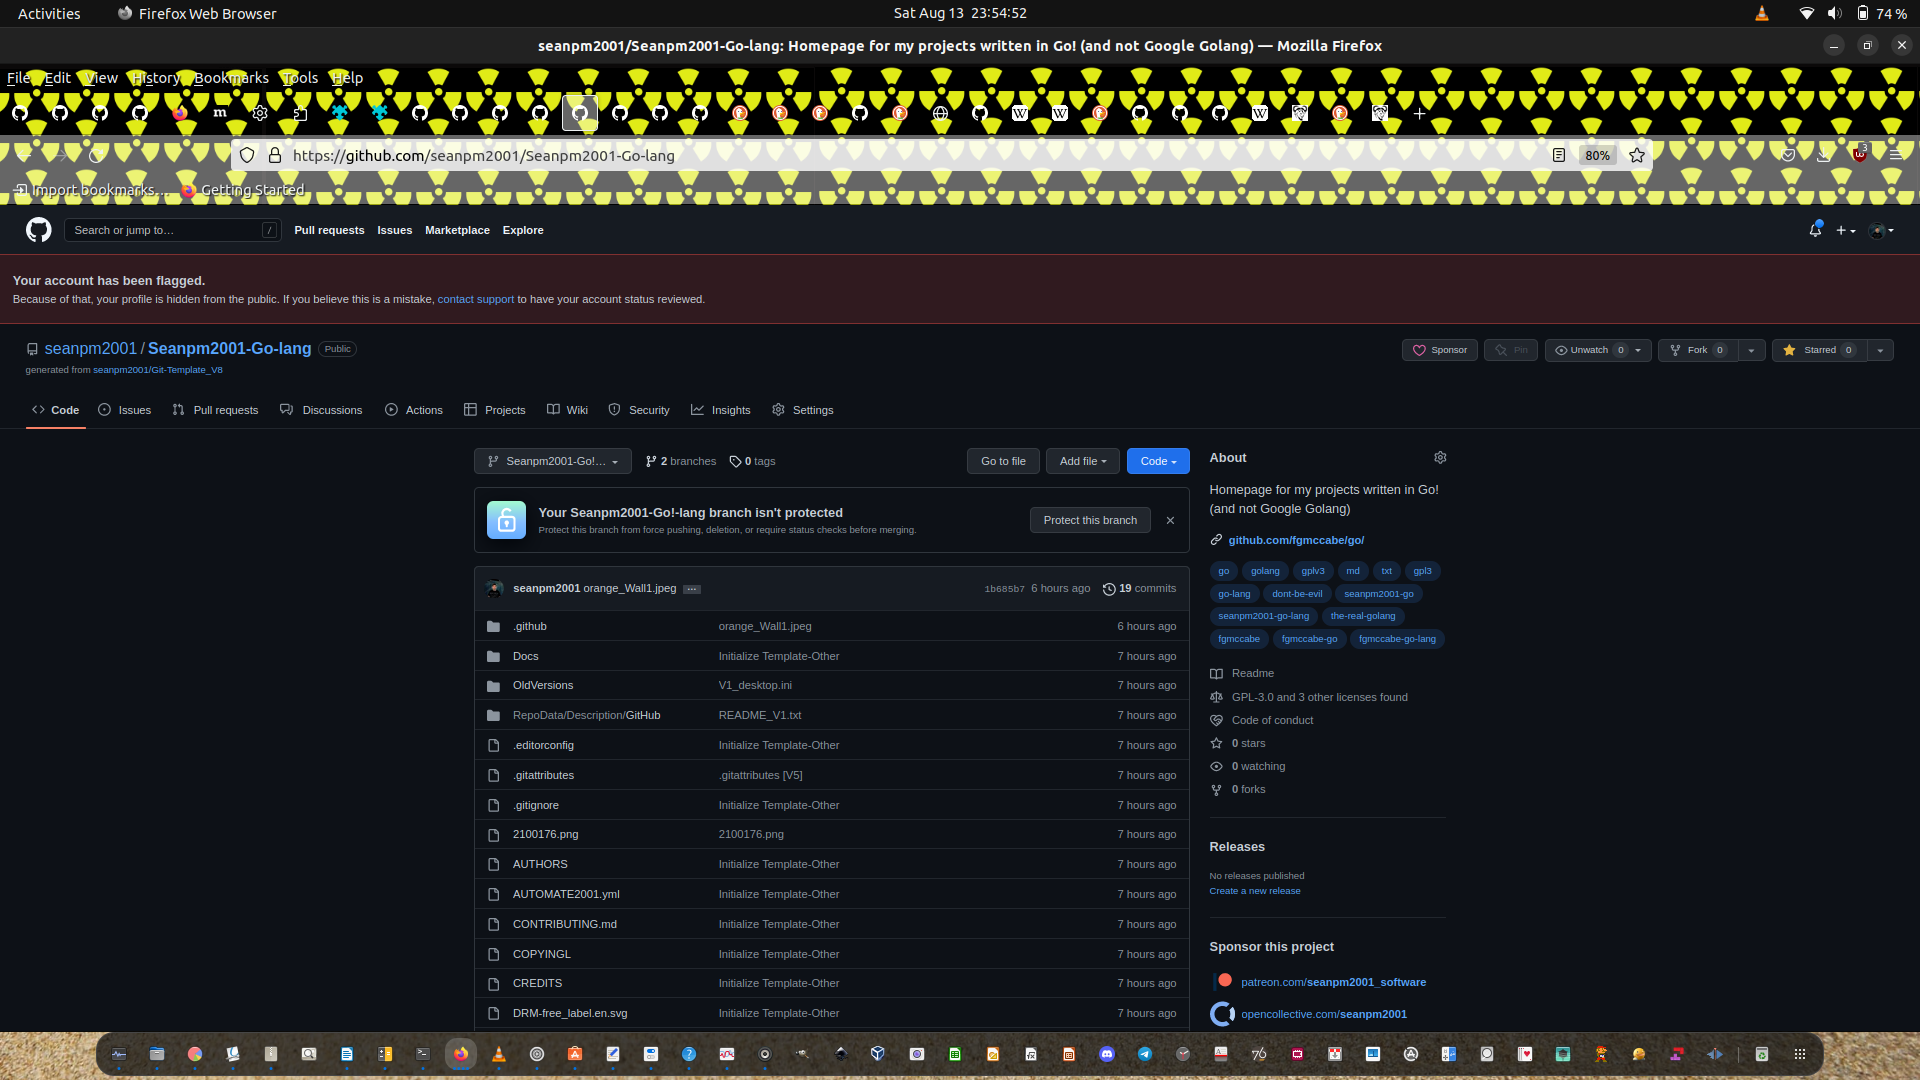 Activities
Firefox Web Browser
Sat Aug 13 23:54:52
74 %
seanpm2001/Seanpm2001-Go-lang: Homepage for my projects written in Go! (and not Google Golang) — Mozilla Firefox
File Edit View History Bookmarks Tools Help
https://github.com/seanpm2001/Seanpm2001-Go-lang
80%
3
Import bookmarks…
Getting Started
Search or jump to…
/
Pull requests
Issues
Marketplace
Explore
Your account has been flagged.
Because of that, your profile is hidden from the public. If you believe this is a mistake, contact support to have your account status reviewed.
seanpm2001 / Seanpm2001-Go-lang Public
generated from seanpm2001/Git-Template_V8
Sponsor
Pin
Unwatch 0
Fork 0
Starred 0
Code
Issues
Pull requests
Discussions
Actions
Projects
Wiki
Security
Insights
Settings
Seanpm2001-Go!…
2 branches
0 tags
Go to file
Add file
Code
Your Seanpm2001-Go!-lang branch isn't protected
Protect this branch from force pushing, deletion, or require status checks before merging.
Protect this branch
seanpm2001 orange_Wall1.jpeg … 1b685b7 6 hours ago 19 commits
.github orange_Wall1.jpeg 6 hours ago
Docs Initialize Template-Other 7 hours ago
OldVersions V1_desktop.ini 7 hours ago
RepoData/Description/GitHub README_V1.txt 7 hours ago
.editorconfig Initialize Template-Other 7 hours ago
.gitattributes .gitattributes [V5] 7 hours ago
.gitignore Initialize Template-Other 7 hours ago
2100176.png 2100176.png 7 hours ago
AUTHORS Initialize Template-Other 7 hours ago
AUTOMATE2001.yml Initialize Template-Other 7 hours ago
CONTRIBUTING.md Initialize Template-Other 7 hours ago
COPYINGL Initialize Template-Other 7 hours ago
CREDITS Initialize Template-Other 7 hours ago
DRM-free_label.en.svg Initialize Template-Other 7 hours ago
About
Homepage for my projects written in Go!
(and not Google Golang)
github.com/fgmccabe/go/
go golang gplv3 md txt gpl3
go-lang dont-be-evil seanpm2001-go
seanpm2001-go-lang the-real-golang
fgmccabe fgmccabe-go fgmccabe-go-lang
Readme
GPL-3.0 and 3 other licenses found
Code of conduct
0 stars
0 watching
0 forks
Releases
No releases published
Create a new release
Sponsor this project
patreon.com/seanpm2001_software
opencollective.com/seanpm2001